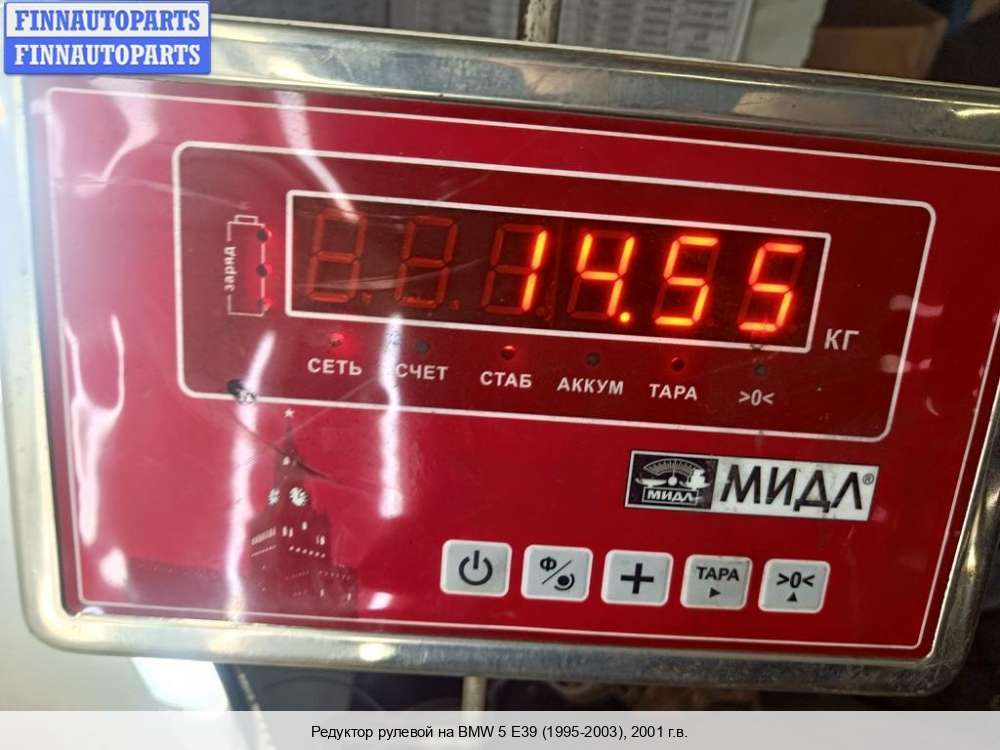 FINNAUTOPARTS
FINNAUTOPARTS
заряд
14.55
КГ
СЕТЬ СЧЕТ СТАБ АККУМ ТАРА >0<
МИДЛ МИДЛ®
Ф ТАРА >0<
Редуктор рулевой на BMW 5 E39 (1995-2003), 2001 г.в.